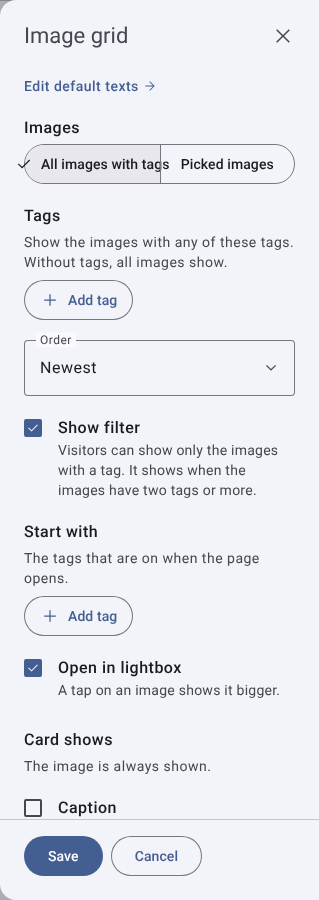 Image grid
Edit default texts
Images
All images with tags
Picked images
Tags
Show the images with any of these tags.
Without tags, all images show.
Add tag
Order
Newest
Show filter
Visitors can show only the images
with a tag. It shows when the
images have two tags or more.
Start with
The tags that are on when the page
opens.
Add tag
Open in lightbox
A tap on an image shows it bigger.
Card shows
The image is always shown.
Caption
Save
Cancel